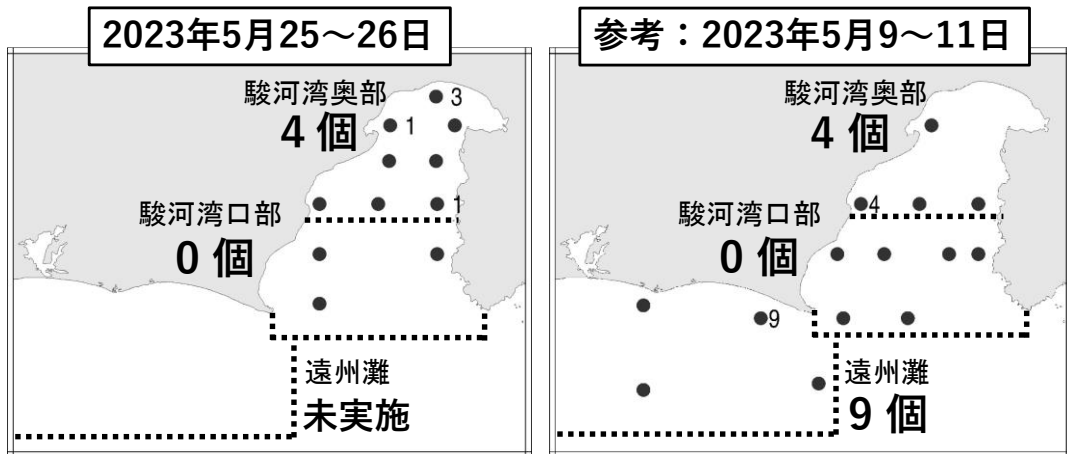 2023年5月25～26日
駿河湾奥部
4 個
3
1
1
駿河湾口部
0 個
遠州灘
未実施
参考：2023年5月9～11日
駿河湾奥部
4 個
4
駿河湾口部
0 個
9
遠州灘
9 個